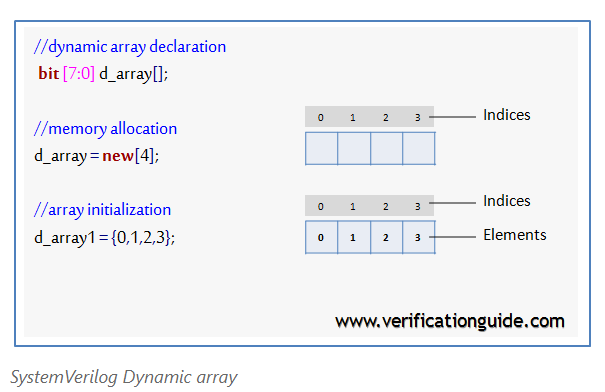 //dynamic array declaration
bit [7:0] d_array[];
//memory allocation
d_array = new[4];
0 1 2 3 Indices
//array initialization
d_array1 = {0,1,2,3};
0 1 2 3 Indices
0 1 2 3 Elements
www.verificationguide.com
SystemVerilog Dynamic array